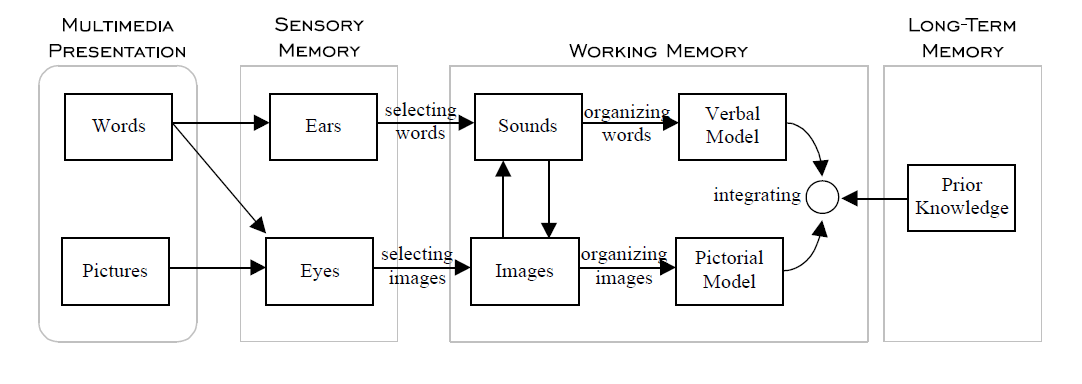 MULTIMEDIA
PRESENTATION
SENSORY
MEMORY
WORKING MEMORY
LONG-TERM
MEMORY
Words
Ears
selecting
words
Sounds
organizing
words
Verbal
Model
integrating
Prior
Knowledge
Pictures
Eyes
selecting
images
Images
organizing
images
Pictorial
Model